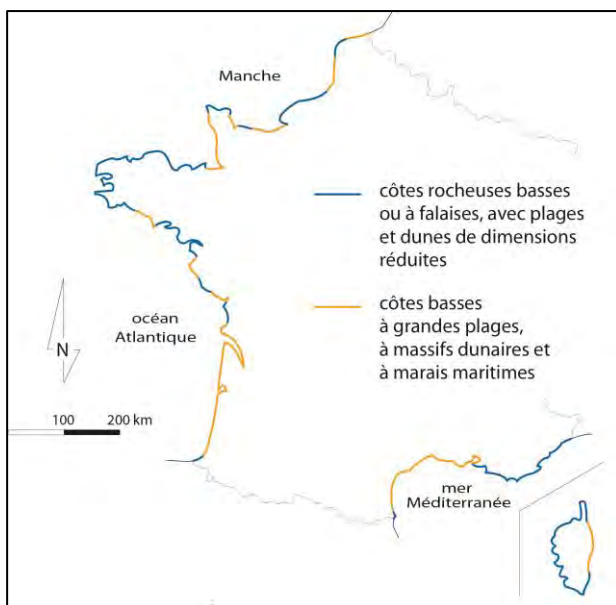 Manche
côtes rocheuses basses
ou à falaises, avec plages
et dunes de dimensions
réduites
côtes basses
à grandes plages,
à massifs dunaires et
à marais maritimes
océan
Atlantique
N
100 200 km
mer
Méditerranée